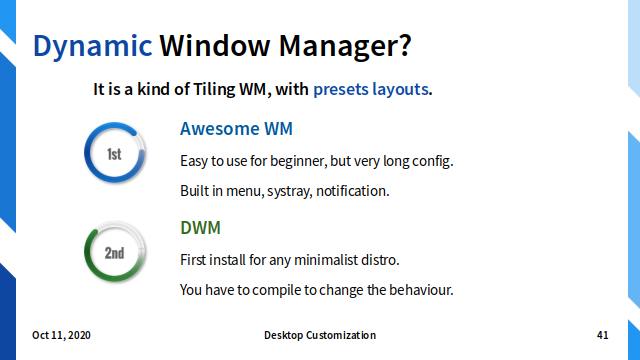 Dynamic Window Manager?
It is a kind of Tiling WM, with presets layouts.
1st
Awesome WM
Easy to use for beginner, but very long config.
Built in menu, systray, notification.
2nd
DWM
First install for any minimalist distro.
You have to compile to change the behaviour.
Oct 11, 2020
Desktop Customization
41